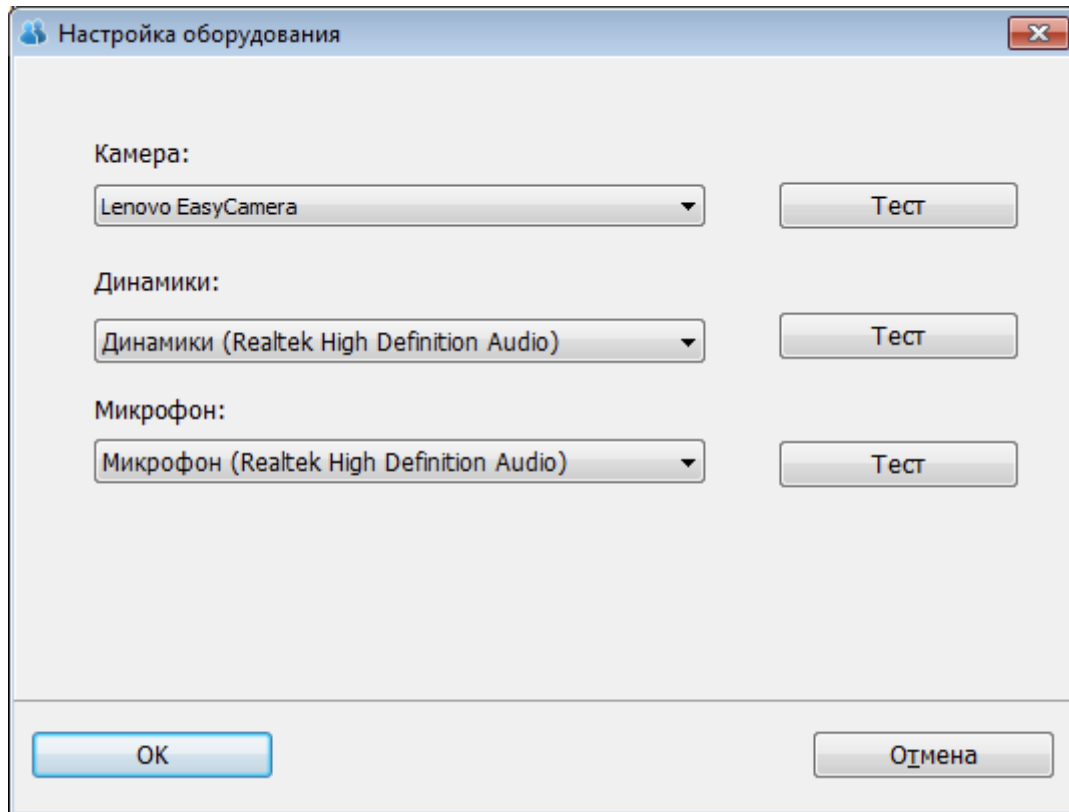 Настройка оборудования
Камера:
Lenovo EasyCamera
Тест
Динамики:
Динамики (Realtek High Definition Audio)
Тест
Микрофон:
Микрофон (Realtek High Definition Audio)
Тест
OK
Отмена